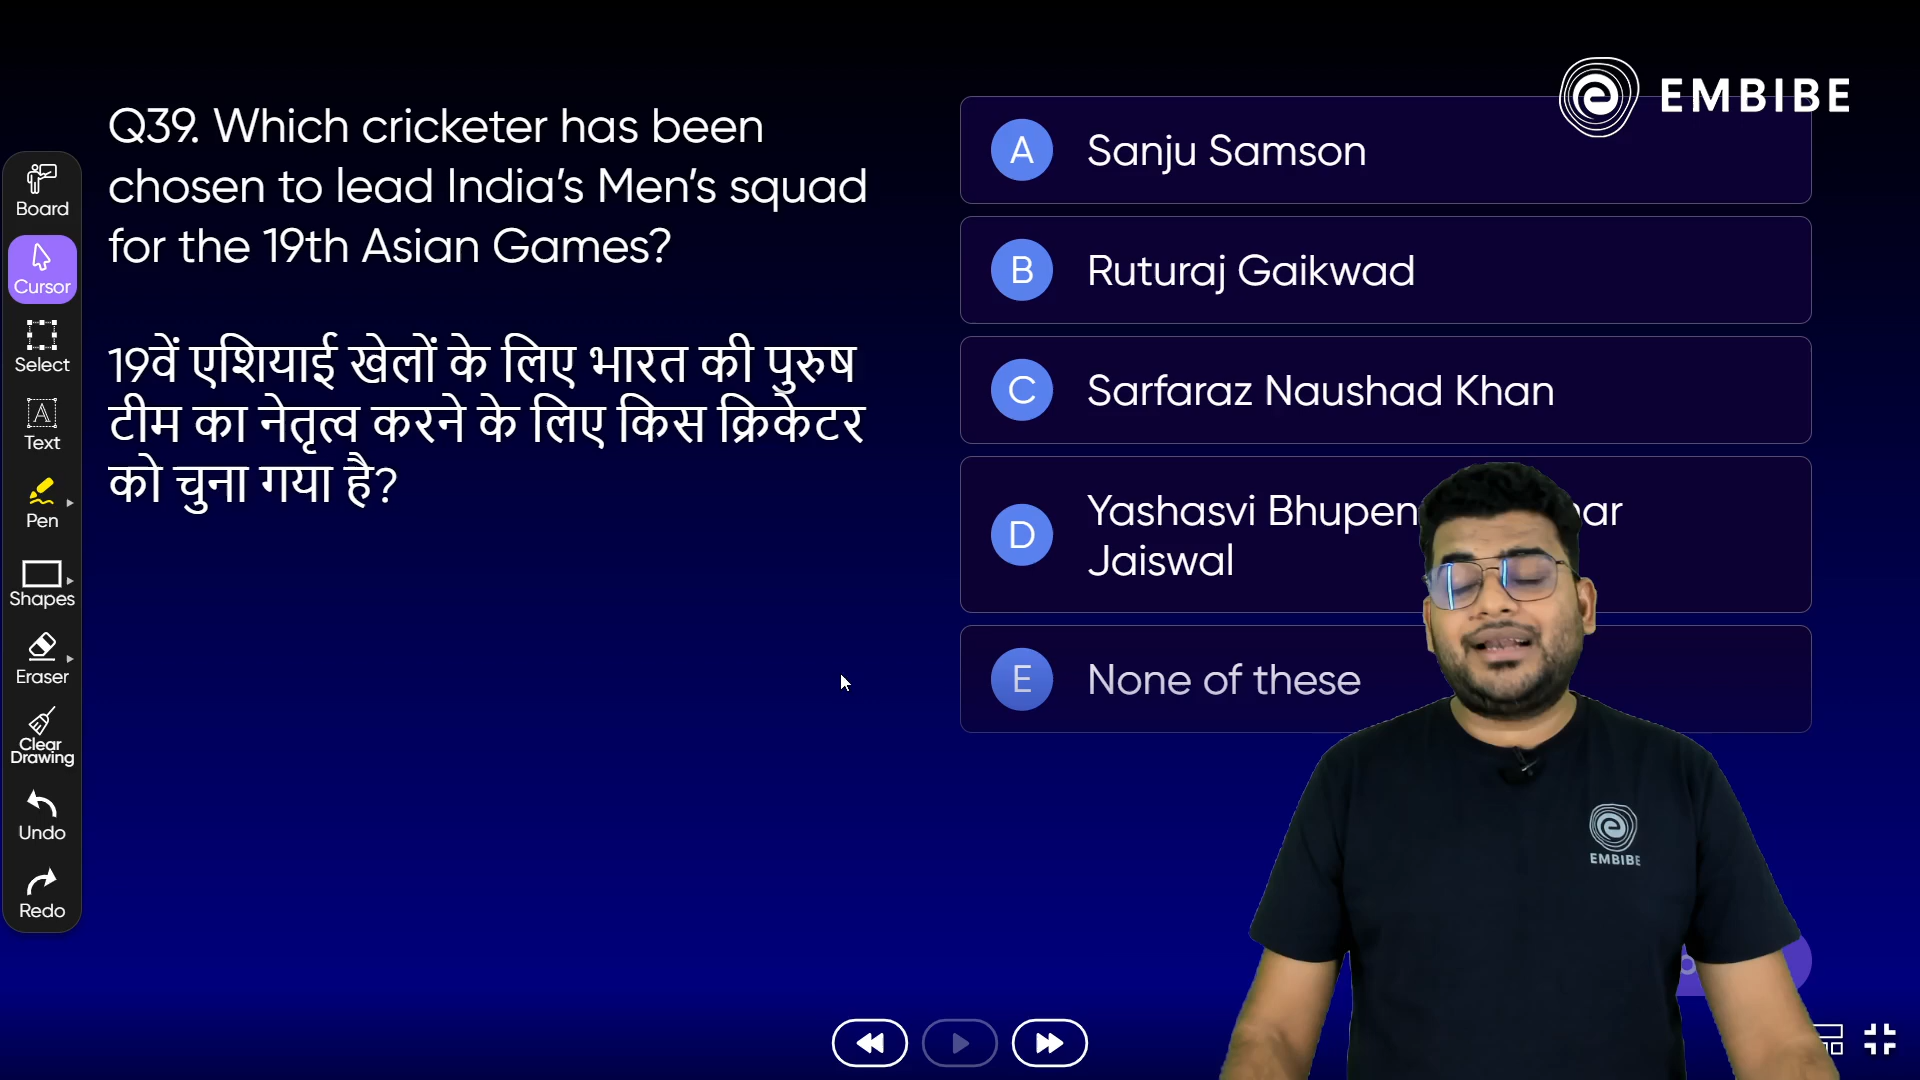 EMBIBE
Q39. Which cricketer has been
chosen to lead India's Men's squad
for the 19th Asian Games?
19वें एशियाई खेलों के लिए भारत की पुरुष
टीम का नेतृत्व करने के लिए किस क्रिकेटर
को चुना गया है?
A Sanju Samson
B Ruturaj Gaikwad
C Sarfaraz Naushad Khan
D Yashasvi
Jaiswal
E None of these
Board
Cursor
Select
Text
Pen
Shapes
Eraser
Clear
Drawing
Undo
Redo
EMBIBE